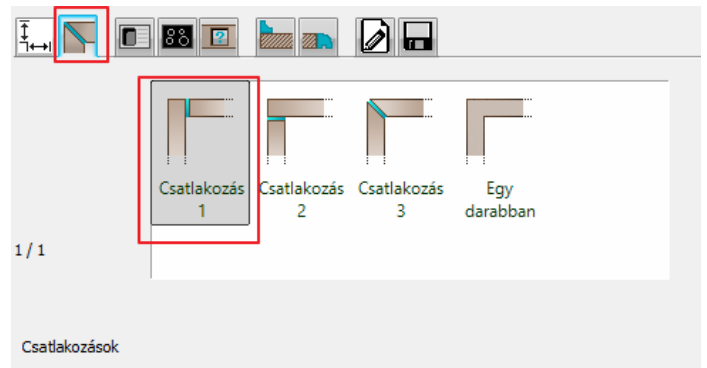 Csatlakozás
1
Csatlakozás
2
Csatlakozás
3
Egy
darabban
1 / 1
Csatlakozások